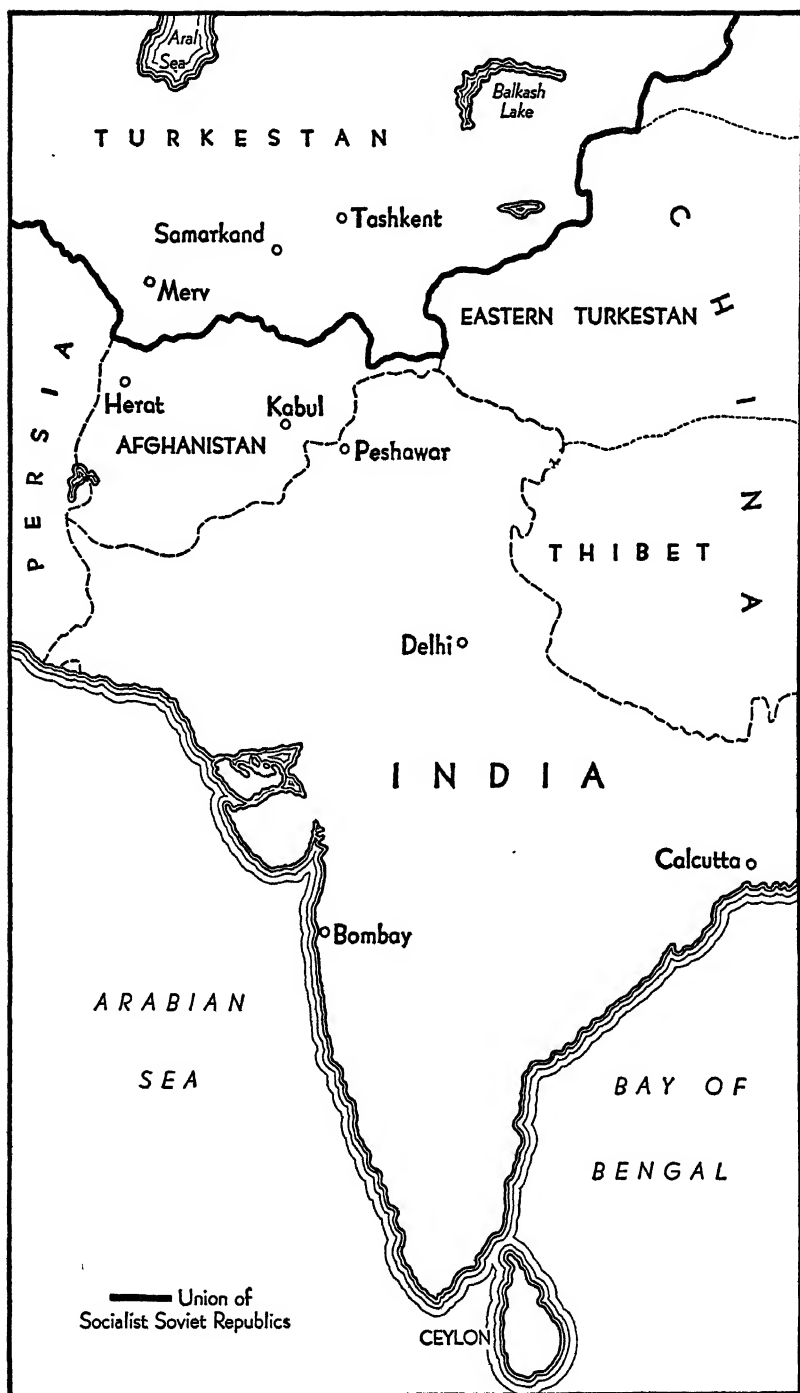 Aral
Sea
Balkash
Lake
TURKESTAN
Tashkent
Samarkand
Merv
EASTERN TURKESTAN
CHINA
PERSIA
Herat
Kabul
AFGHANISTAN
Peshawar
THIBET
Delhi
INDIA
Calcutta
Bombay
ARABIAN
SEA
BAY OF
BENGAL
Union of
Socialist Soviet Republics
CEYLON